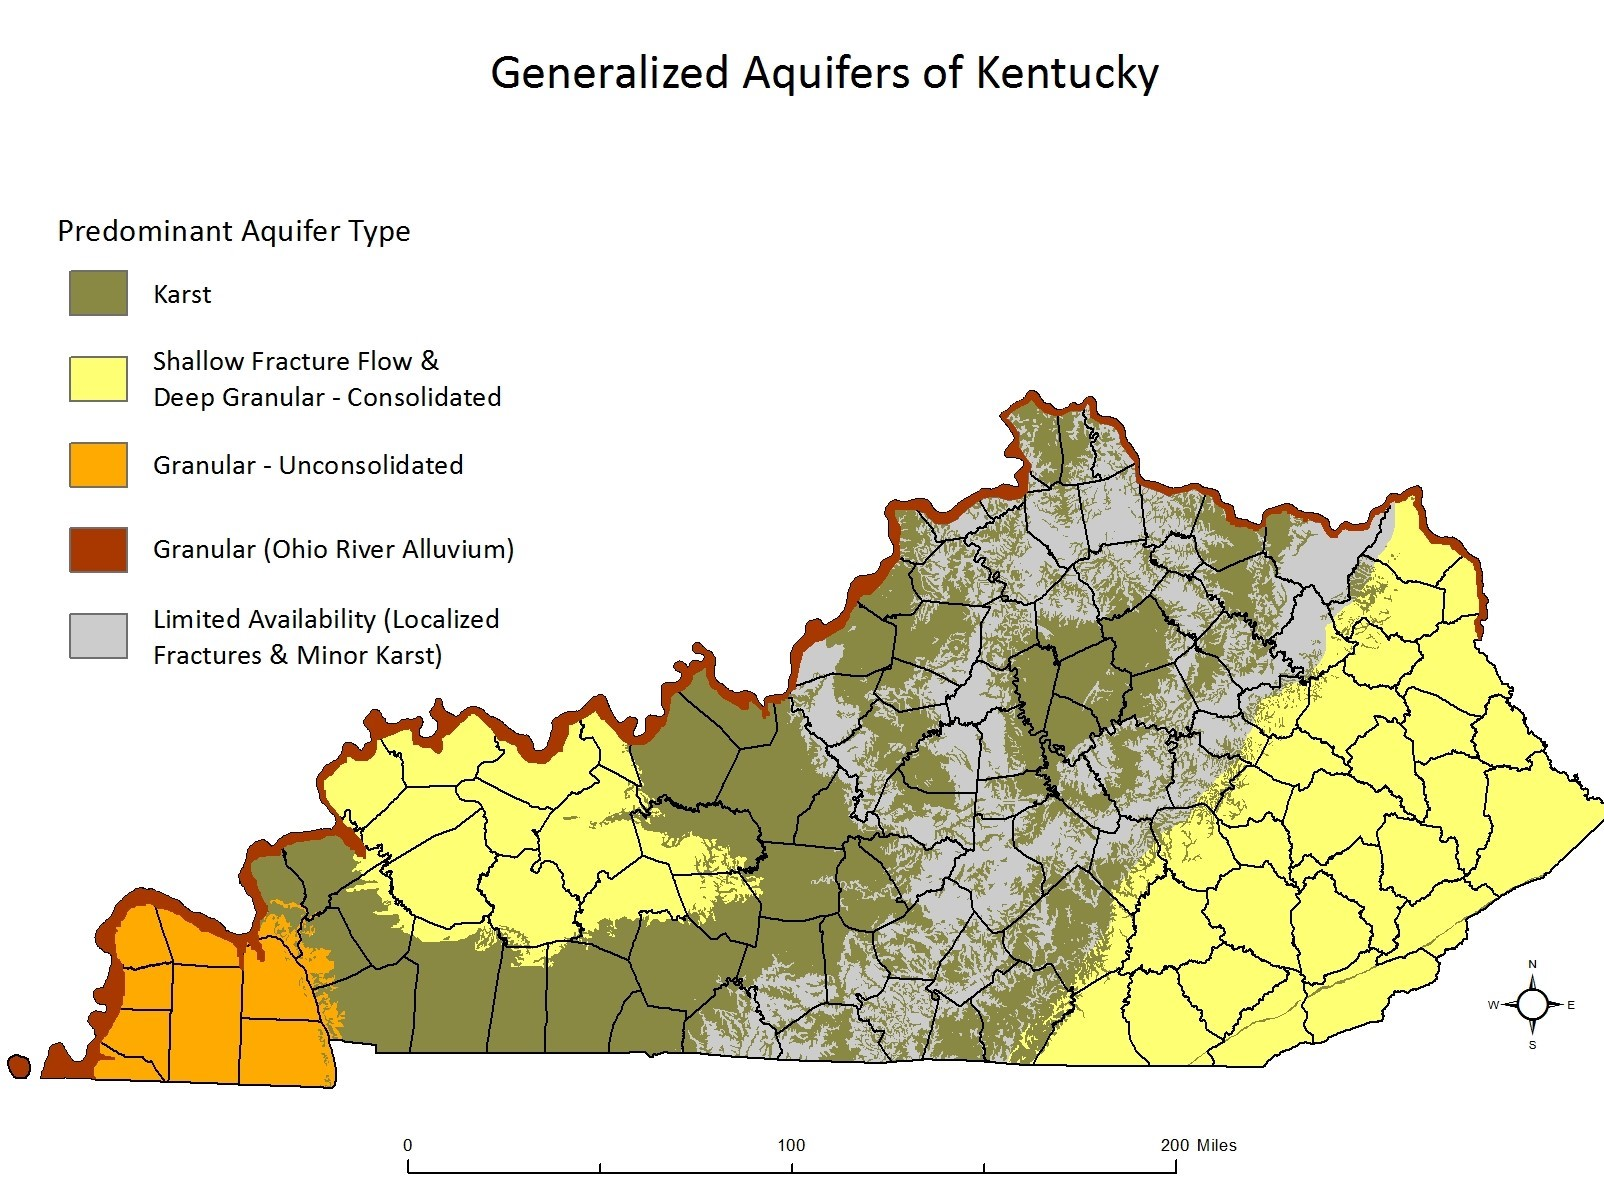 Generalized Aquifers of Kentucky
Predominant Aquifer Type
Karst
Shallow Fracture Flow &
Deep Granular - Consolidated
Granular - Unconsolidated
Granular (Ohio River Alluvium)
Limited Availability (Localized
Fractures & Minor Karst)
N
W
E
S
0
100
200 Miles